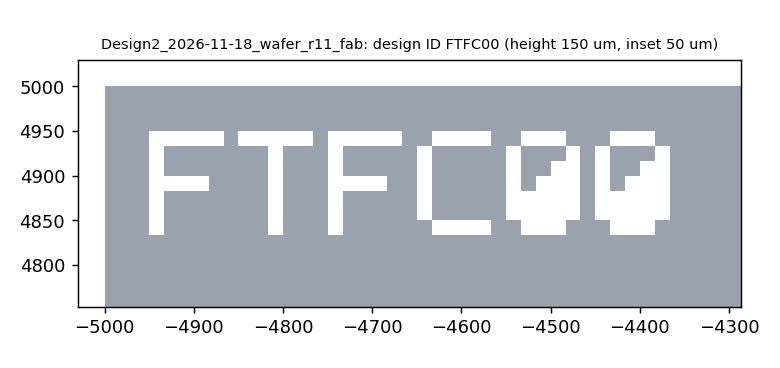 Design2_2026-11-18_wafer_r11_fab: design ID FTFC00 (height 150 um, inset 50 um)
5000
4950
4900
4850
4800
FTFC00
−5000 −4900 −4800 −4700 −4600 −4500 −4400 −4300